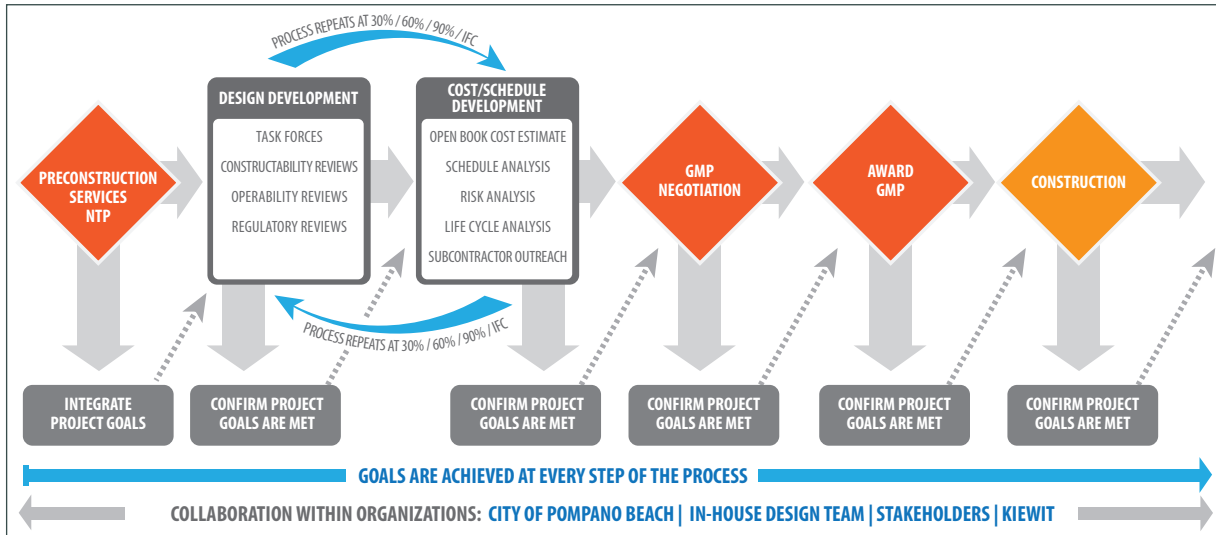 PROCESS REPEATS AT 30% / 60% / 90% / IFC
PRECONSTRUCTION
SERVICES
NTP
DESIGN DEVELOPMENT
TASK FORCES
CONSTRUCTABILITY REVIEWS
OPERABILITY REVIEWS
REGULATORY REVIEWS
COST/SCHEDULE
DEVELOPMENT
OPEN BOOK COST ESTIMATE
SCHEDULE ANALYSIS
RISK ANALYSIS
LIFE CYCLE ANALYSIS
SUBCONTRACTOR OUTREACH
GMP
NEGOTIATION
AWARD
GMP
CONSTRUCTION
PROCESS REPEATS AT 30% / 60% / 90% / IFC
INTEGRATE
PROJECT GOALS
CONFIRM PROJECT
GOALS ARE MET
CONFIRM PROJECT
GOALS ARE MET
CONFIRM PROJECT
GOALS ARE MET
CONFIRM PROJECT
GOALS ARE MET
CONFIRM PROJECT
GOALS ARE MET
GOALS ARE ACHIEVED AT EVERY STEP OF THE PROCESS
COLLABORATION WITHIN ORGANIZATIONS: CITY OF POMPANO BEACH | IN-HOUSE DESIGN TEAM | STAKEHOLDERS | KIEWIT